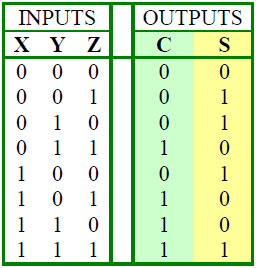 INPUTS OUTPUTS
X Y Z C S
0 0 0 0 0
0 0 1 0 1
0 1 0 0 1
0 1 1 1 0
1 0 0 0 1
1 0 1 1 0
1 1 0 1 0
1 1 1 1 1